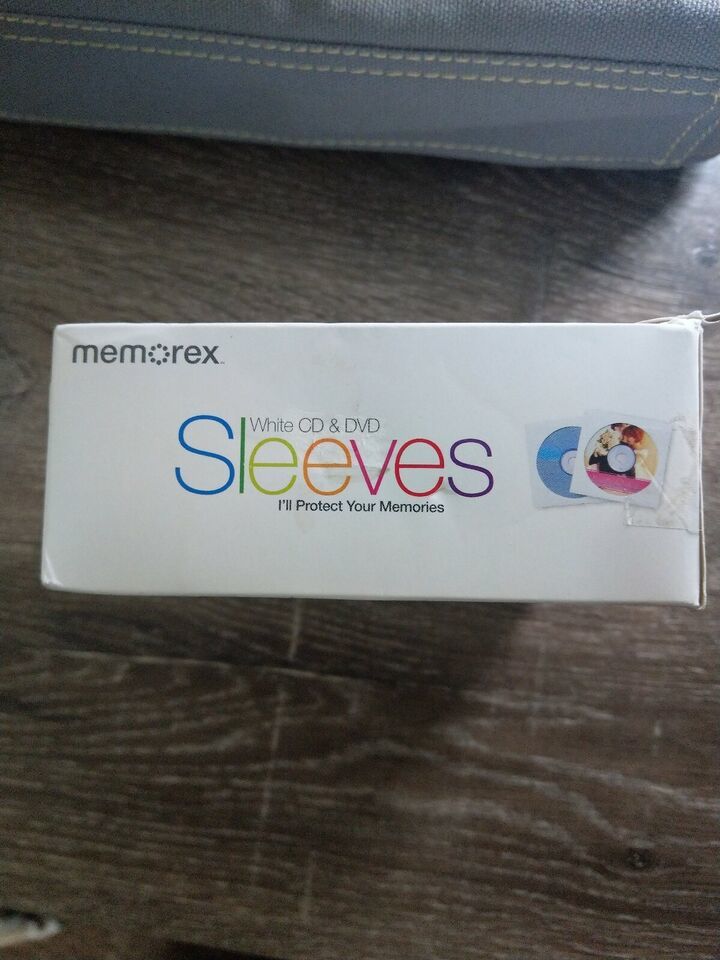 memorex
White CD & DVD
Sleeves
I'll Protect Your Memories